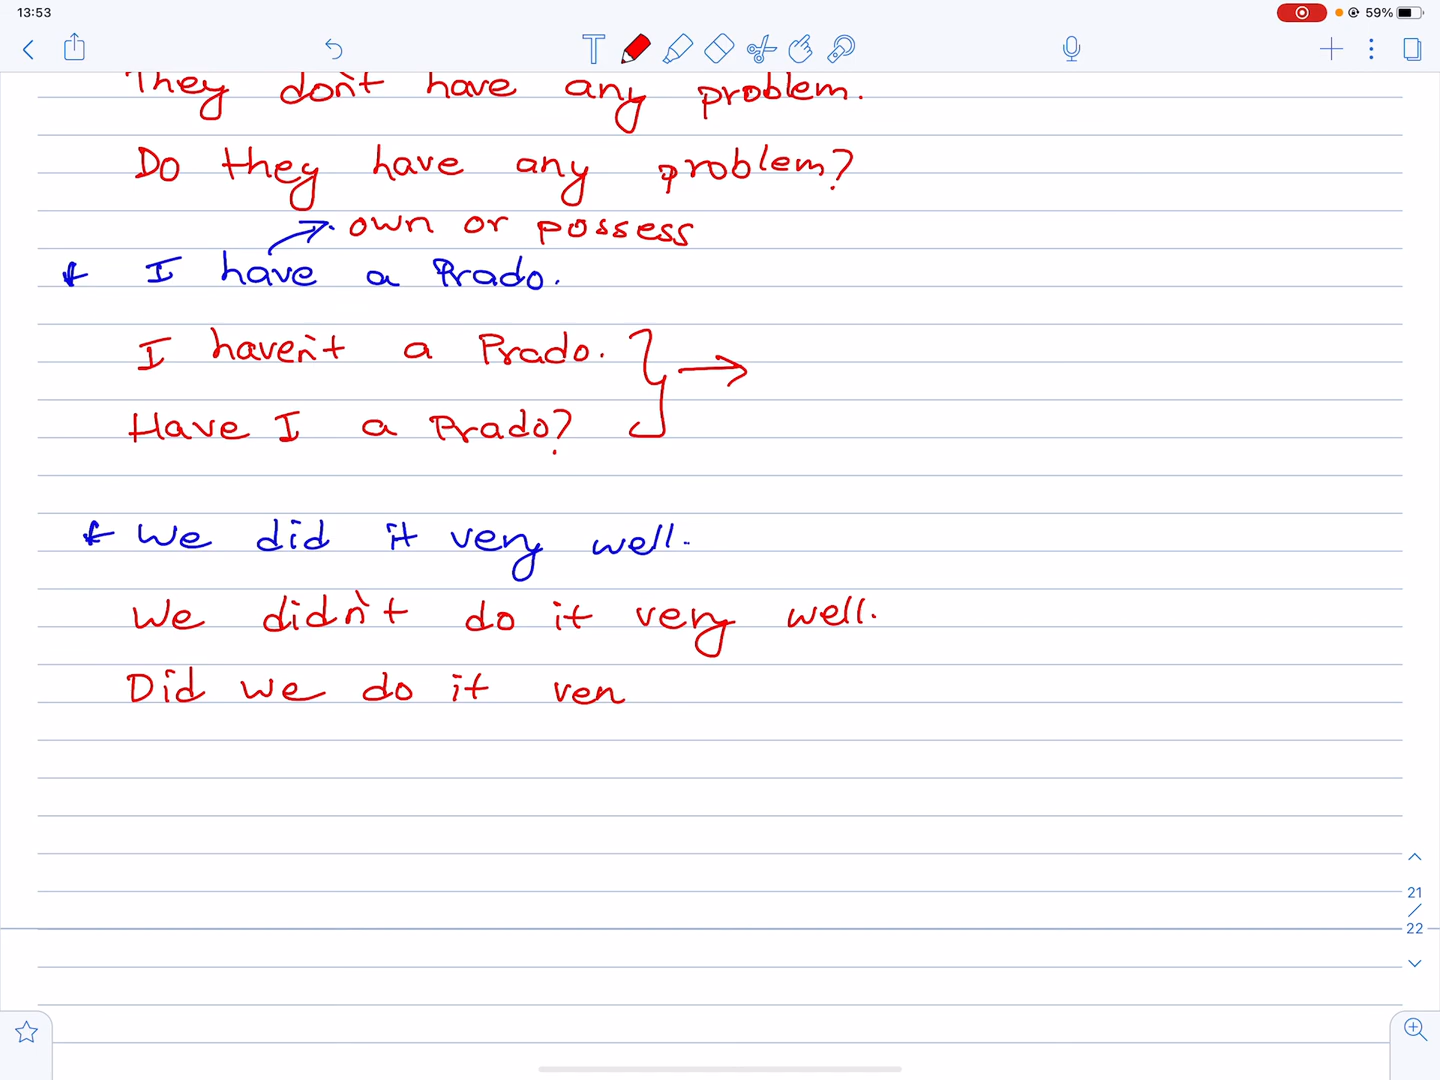 13:53
59%
They don't have any problem.
Do they have any problem?
own or possess
* I have a Prado.
I haven't a Prado.
Have I a Prado?
* We did it very well.
We didn't do it very well.
Did we do it ver
21
/
22